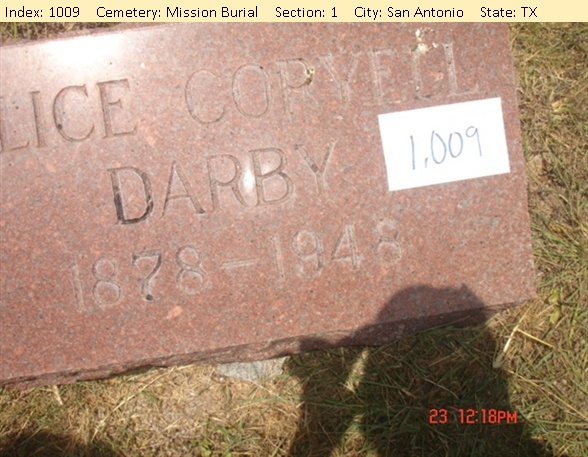 Index: 1009 Cemetery: Mission Burial Section: 1 City: San Antonio State: TX
LICE CORYELL
1,009
DARBY
1878-1948
23 12:18PM